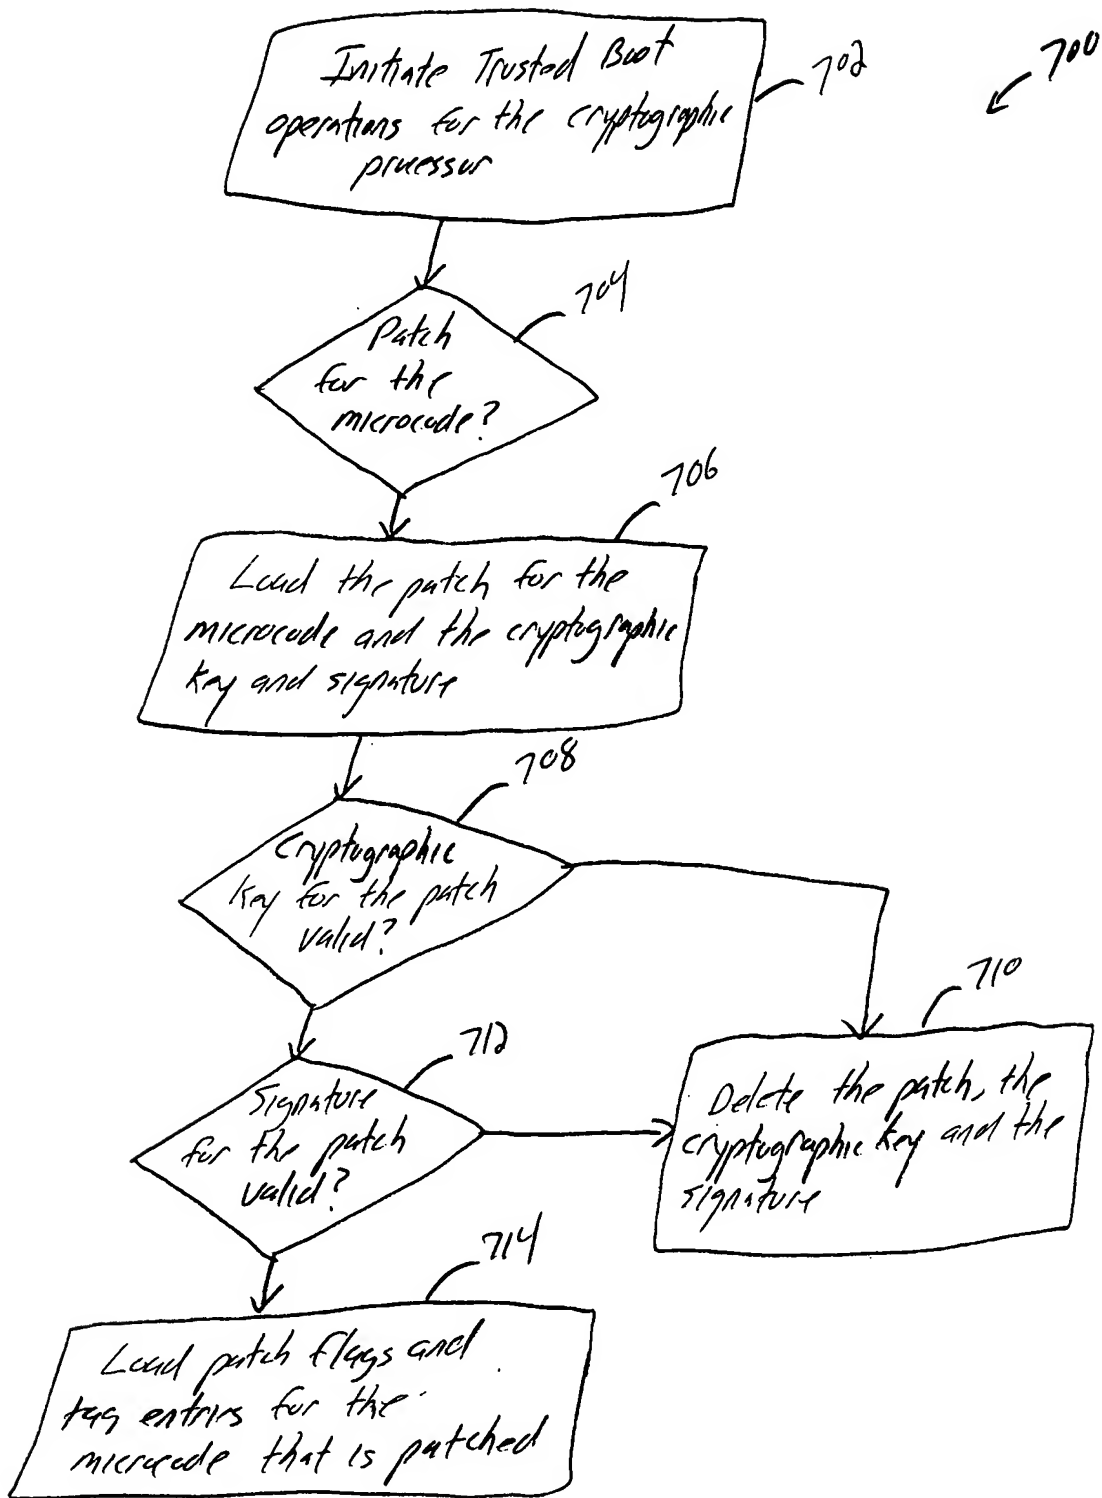 700
702
Initiate Trusted Boot
operations for the cryptographic
processor
704
Patch
for the
microcode?
706
Load the patch for the
microcode and the cryptographic
key and signature
708
Cryptographic
key for the patch
valid?
710
Delete the patch, the
cryptographic key and the
signature
712
Signature
for the patch
valid?
714
Load patch flags and
tag entries for the
microcode that is patched